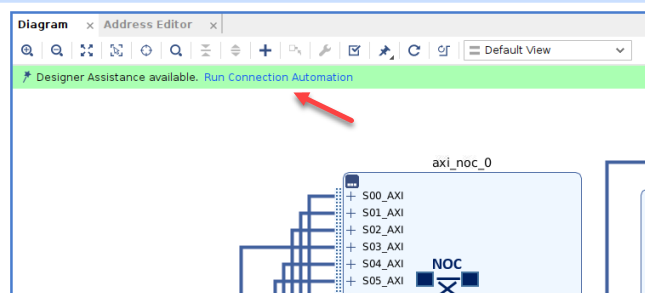 Diagram × Address Editor ×
Default View
Designer Assistance available. Run Connection Automation
axi_noc_0
S00_AXI
S01_AXI
S02_AXI
S03_AXI
S04_AXI
NOC
S05_AXI